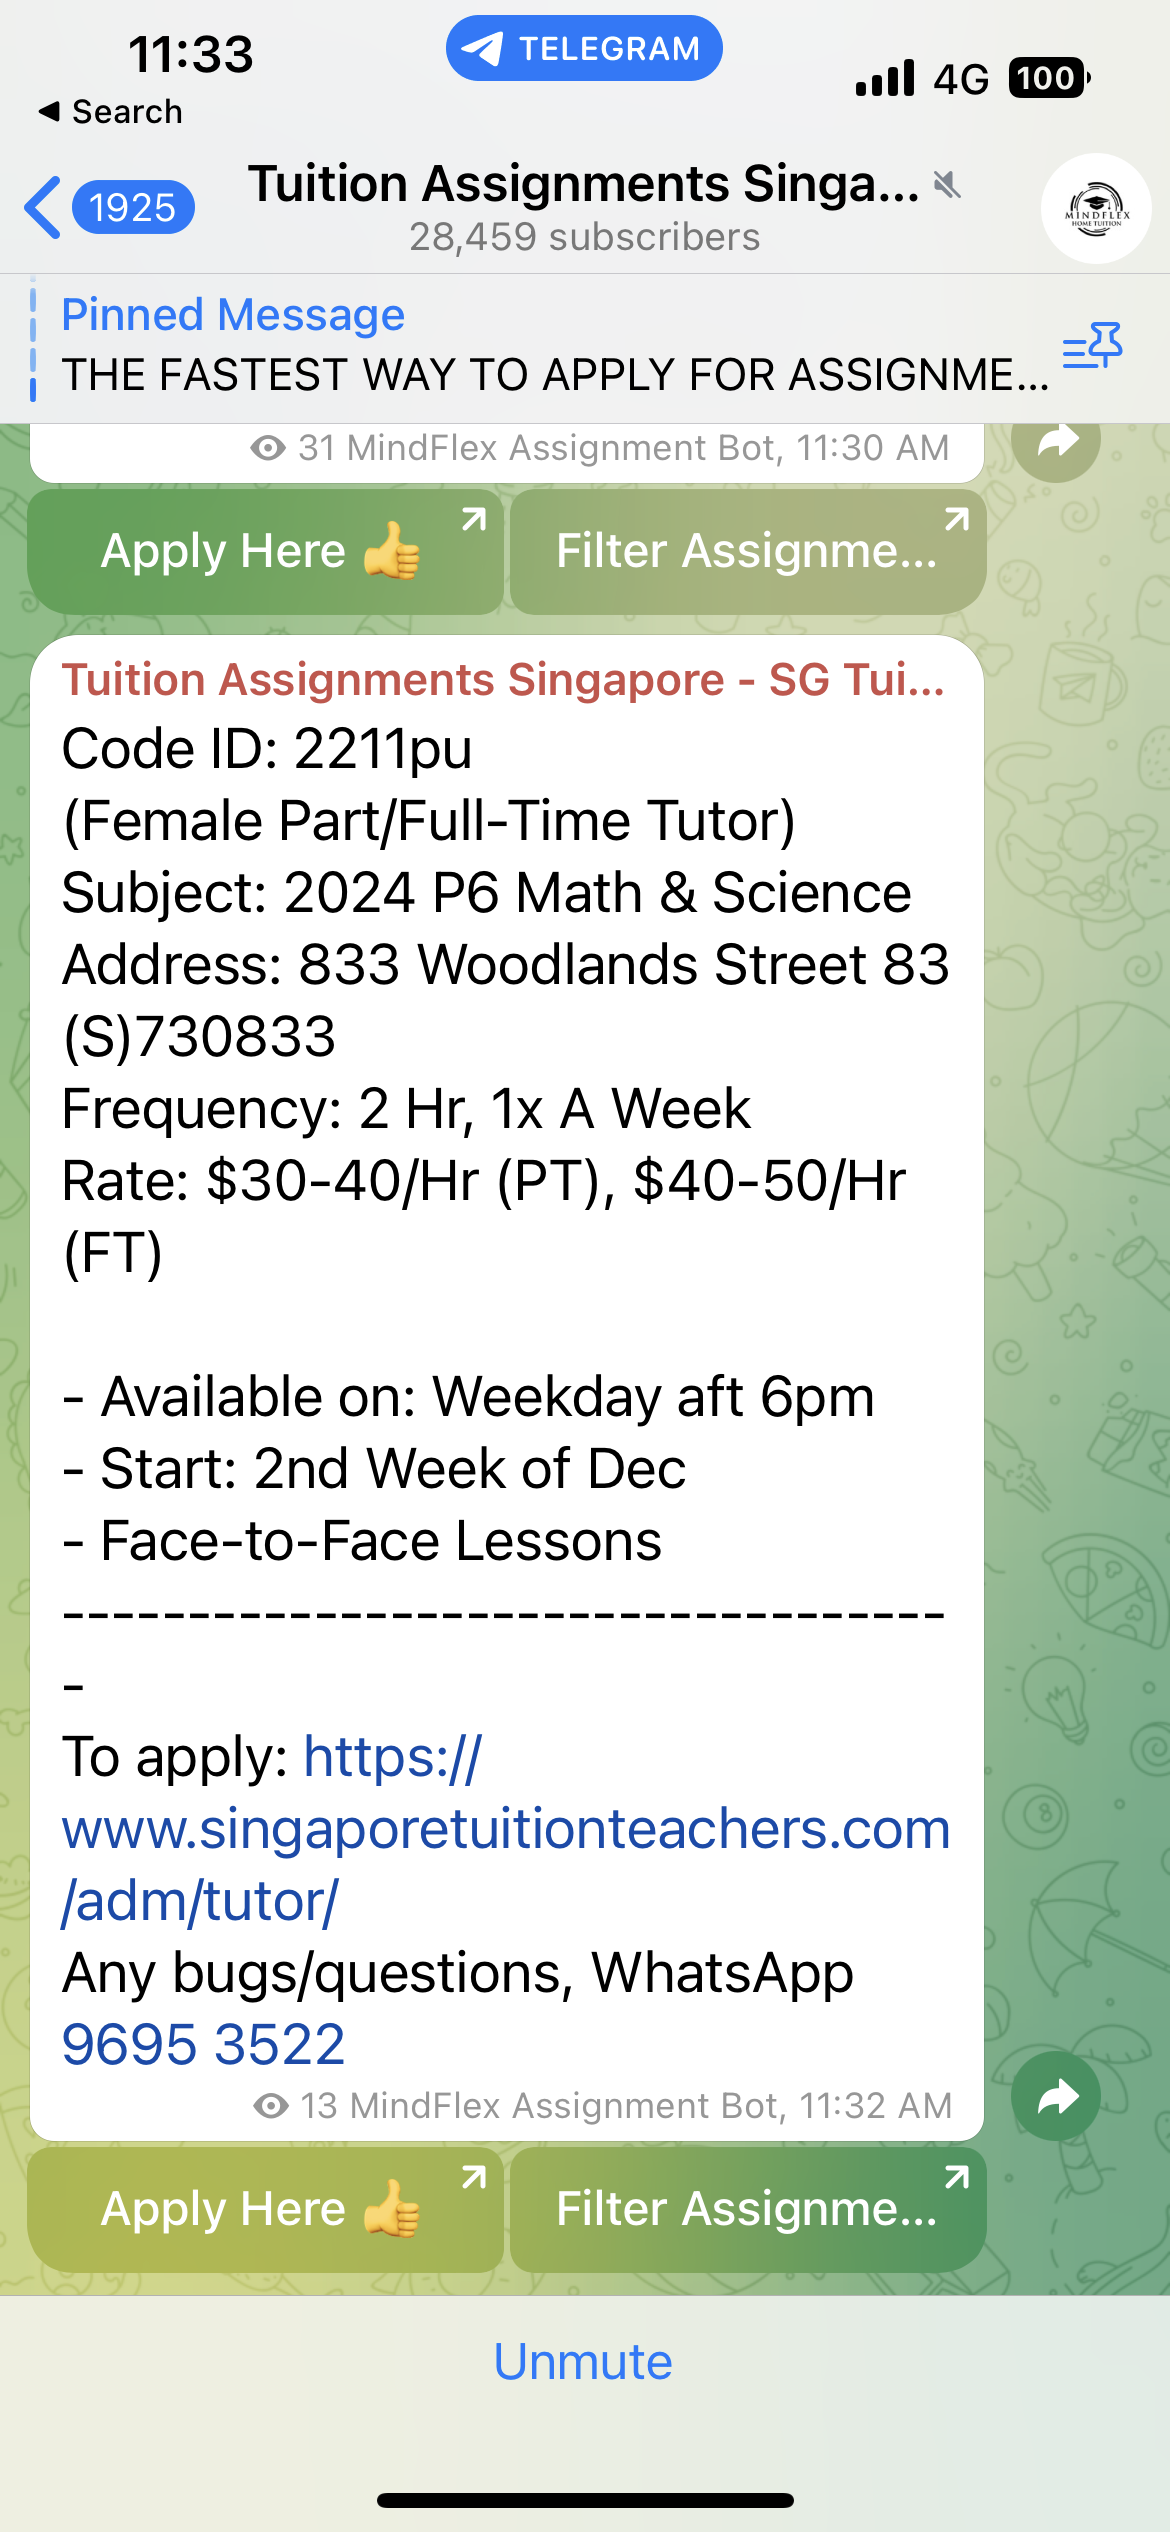 11:33
TELEGRAM
4G
100
◀ Search
1925
Tuition Assignments Singa...
28,459 subscribers
MINDFLEX
HOME TUITION
Pinned Message
THE FASTEST WAY TO APPLY FOR ASSIGNME...
31 MindFlex Assignment Bot, 11:30 AM
Apply Here 👍
Filter Assignme...
Tuition Assignments Singapore - SG Tui...
Code ID: 2211pu
(Female Part/Full-Time Tutor)
Subject: 2024 P6 Math & Science
Address: 833 Woodlands Street 83
(S)730833
Frequency: 2 Hr, 1x A Week
Rate: $30-40/Hr (PT), $40-50/Hr
(FT)
- Available on: Weekday aft 6pm
- Start: 2nd Week of Dec
- Face-to-Face Lessons
-----------------------------------
-
To apply: https://
www.singaporetuitionteachers.com
/adm/tutor/
Any bugs/questions, WhatsApp
9695 3522
13 MindFlex Assignment Bot, 11:32 AM
Apply Here 👍
Filter Assignme...
Unmute